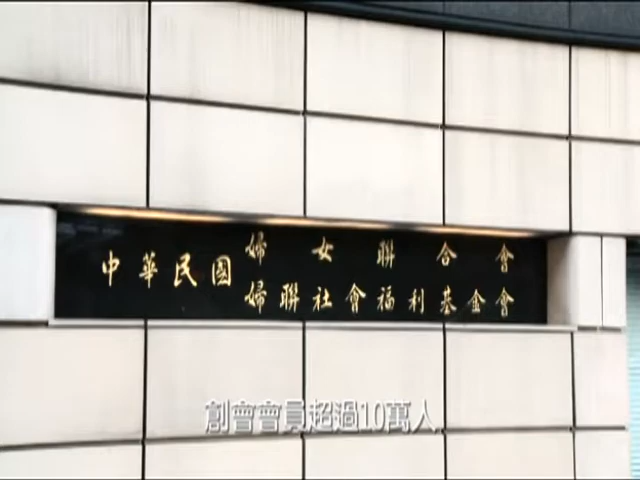 中華民國
婦女聯合會
婦聯社會福利基金會
創會會員超過10萬人